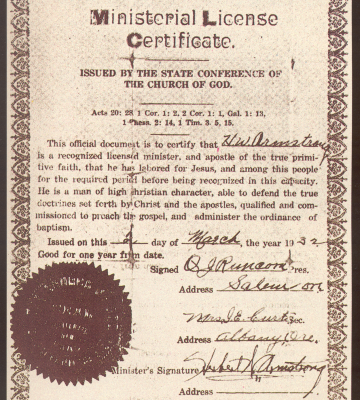 Ministerial License
Certificate.
ISSUED BY THE STATE CONFERENCE OF
THE CHURCH OF GOD.
Acts 20: 28 1 Cor. 1: 2, 2 Cor. 1: 1, Gal. 1: 13,
1 Thess. 2: 14, 1 Tim. 3. 5, 15.
This official document is to certify that H.W. Armstrong
is a recognized licensed minister, and apostle of the true primi-
tive faith, that he has labored for Jesus, and among this people
for the required period before being recognized in this capacity.
He is a man of high christian character, able to defend the true
doctrines set forth by Christ and the apostles, qualified and com-
missioned to preach the gospel, and administer the ordinance of
baptism.
Issued on this 2 day of March, the year 1932
Good for one year from date.
Signed O J Runcorn Pres.
Address Salem Ore
Mrs I. E. Curtis Sec.
Address Albany, Ore.
Minister's Signature Herbert W. Armstrong
Address